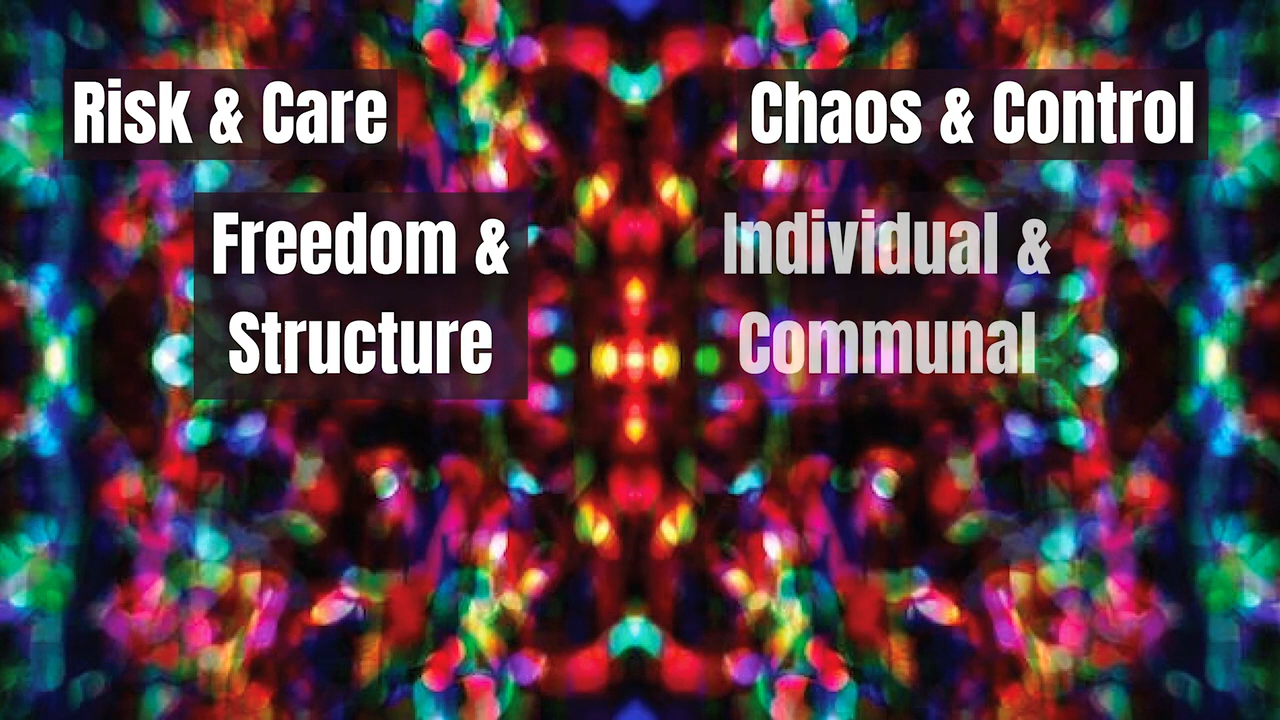 Risk & Care
Chaos & Control
Freedom &
Structure
Individual &
Communal